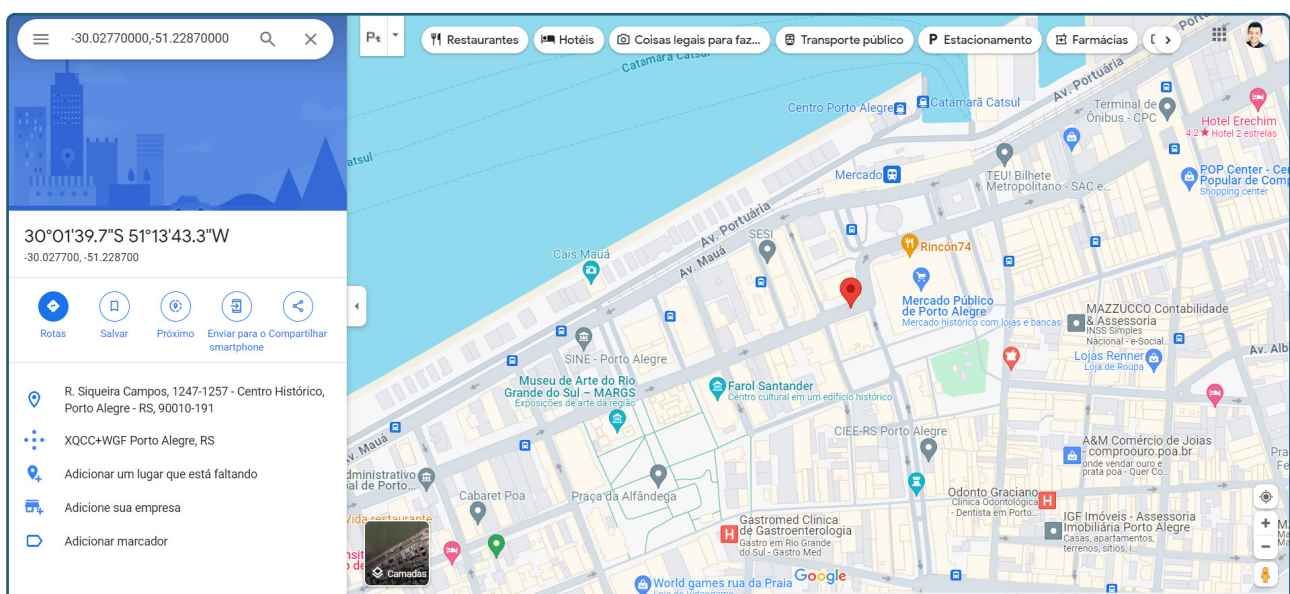 -30.02770000,-51.22870000
30°01'39.7"S 51°13'43.3"W
-30.027700, -51.228700
Rotas
Salvar
Próximo
Enviar para o
smartphone
Compartilhar
R. Siqueira Campos, 1247-1257 - Centro Histórico,
Porto Alegre - RS, 90010-191
XQCC+WGF Porto Alegre, RS
Adicionar um lugar que está faltando
Adicione sua empresa
Adicionar marcador
Restaurantes
Hotéis
Coisas legais para faz...
Transporte público
P Estacionamento
Farmácias
Catamarã Catsul
Av. Portuária
Centro Porto Alegre
Catamarã Catsul
Terminal de
Ônibus - CPC
Hotel Erechim
4.2★ Hotel 2 estrelas
Mercado
TEU! Bilhete
Metropolitano - SAC e...
POP Center - Ce
Popular de Com
Shopping center
Av. Portuária
SESI
Av. Mauá
Cais Mauá
Rincón74
Mercado Público
de Porto Alegre
Mercado histórico com lojas e bancas
MAZZUCCO Contabilidade
& Assessoria
INSS Simples
Nacional - e-Social...
Lojas Renner
Loja de Roupa
Av. Alb
SINE - Porto Alegre
Museu de Arte do Rio
Grande do Sul – MARGS
Exposições de arte da região
Farol Santander
Centro cultural em um edifício histórico
CIEE-RS Porto Alegre
A&M Comércio de Joias
- comproouro.poa.br
onde vendar ouro e
prata poa - Quer Co...
Av. Mauá
Cabaret Poa
Praça da Alfândega
Odonto Graciano
Clínica Odontológica
- Dentista em Porto...
IGF Imóveis - Assessoria
Imobiliária Porto Alegre
Casas, apartamentos,
terrenos, sítios, i...
Gastromed Clinica
de Gastroenterologia
Gastro em Rio Grande
do Sul - Gastro Med
Vida restaurante
Camadas
World games rua da Praia
Google